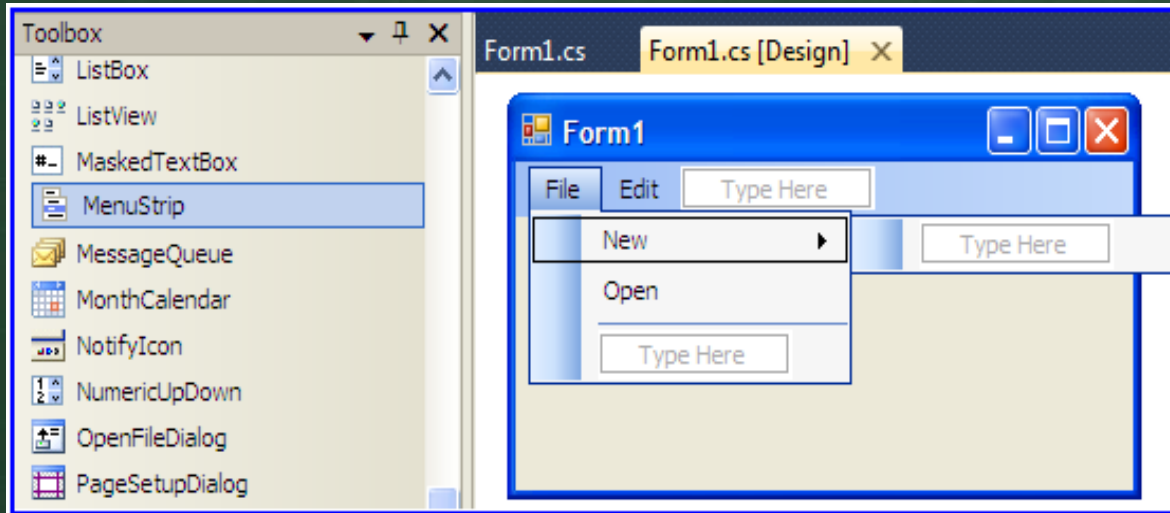 Toolbox
ListBox
ListView
MaskedTextBox
MenuStrip
MessageQueue
MonthCalendar
NotifyIcon
NumericUpDown
OpenFileDialog
PageSetupDialog
Form1.cs Form1.cs [Design]
Form1
File Edit Type Here
New Type Here
Open
Type Here